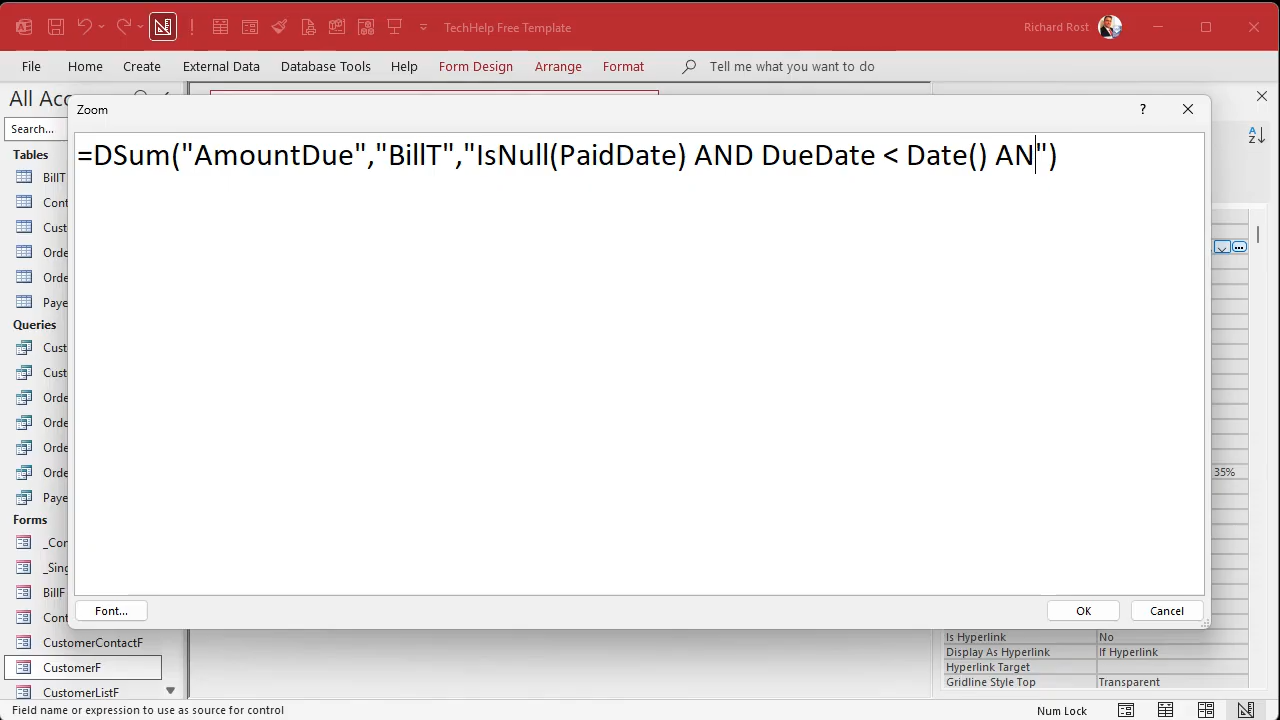 TechHelp Free Template
Richard Rost
File Home Create External Data Database Tools Help Form Design Arrange Format Tell me what you want to do
All Acc
Zoom
?
Search...
=DSum("AmountDue","BillT","IsNull(PaidDate) AND DueDate < Date() AN")
Tables
BillT
Cont
Custo
Orde
Orde
Paye
Queries
Custo
Custo
Orde
Orde
Orde
Orde
Paye
35%
Forms
_Con
_Sing
BillF
Cont
Font...
OK
Cancel
CustomerContactF
CustomerF
CustomerListF
Is Hyperlink No
Display As Hyperlink If Hyperlink
Hyperlink Target
Gridline Style Top Transparent
Field name or expression to use as source for control
Num Lock